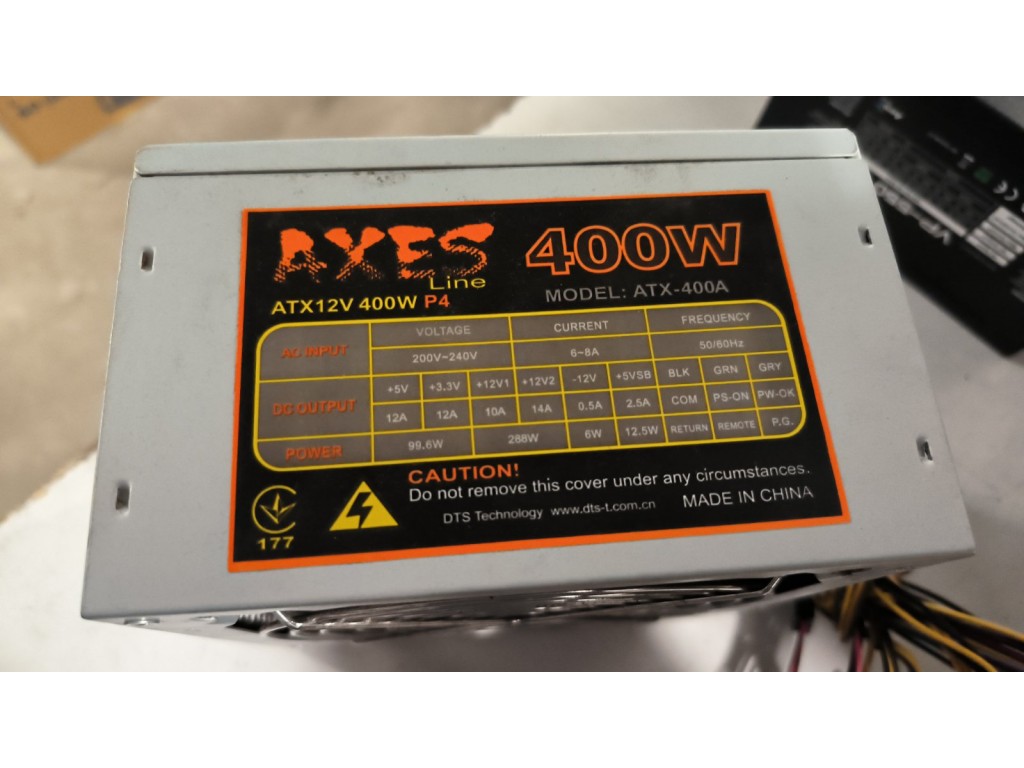 AXES
Line
400W
ATX12V 400W P4
MODEL: ATX-400A
AC INPUT VOLTAGE CURRENT FREQUENCY
200V~240V 6~8A 50/60Hz
DC OUTPUT +5V +3.3V +12V1 +12V2 -12V +5VSB BLK GRN GRY
12A 12A 10A 14A 0.5A 2.5A COM PS-ON PW-OK
POWER 99.6W 288W 6W 12.5W RETURN REMOTE P.G.
CAUTION!
Do not remove this cover under any circumstances.
DTS Technology www.dts-t.com.cn MADE IN CHINA
177